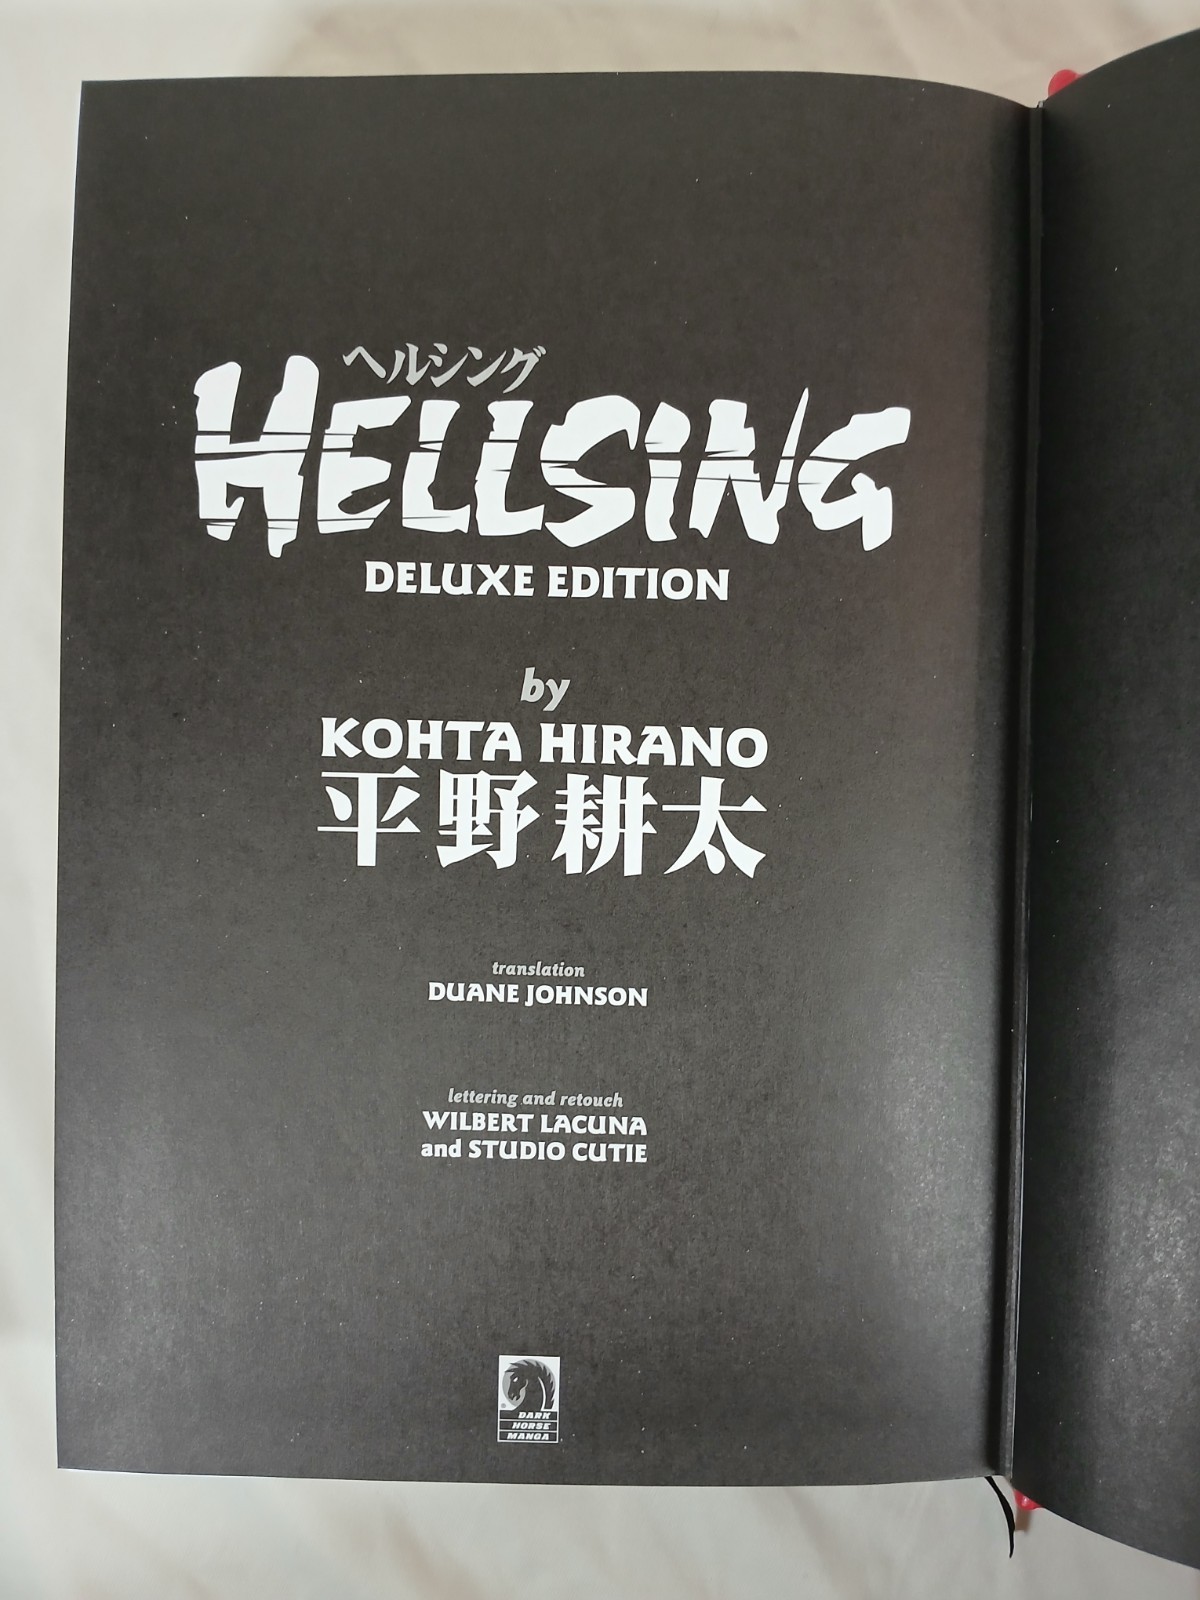 ヘルシング
HELLSING
DELUXE EDITION
by
KOHTA HIRANO
平野耕太
translation
DUANE JOHNSON
lettering and retouch
WILBERT LACUNA
and STUDIO CUTIE
DARK
HORSE
MANGA